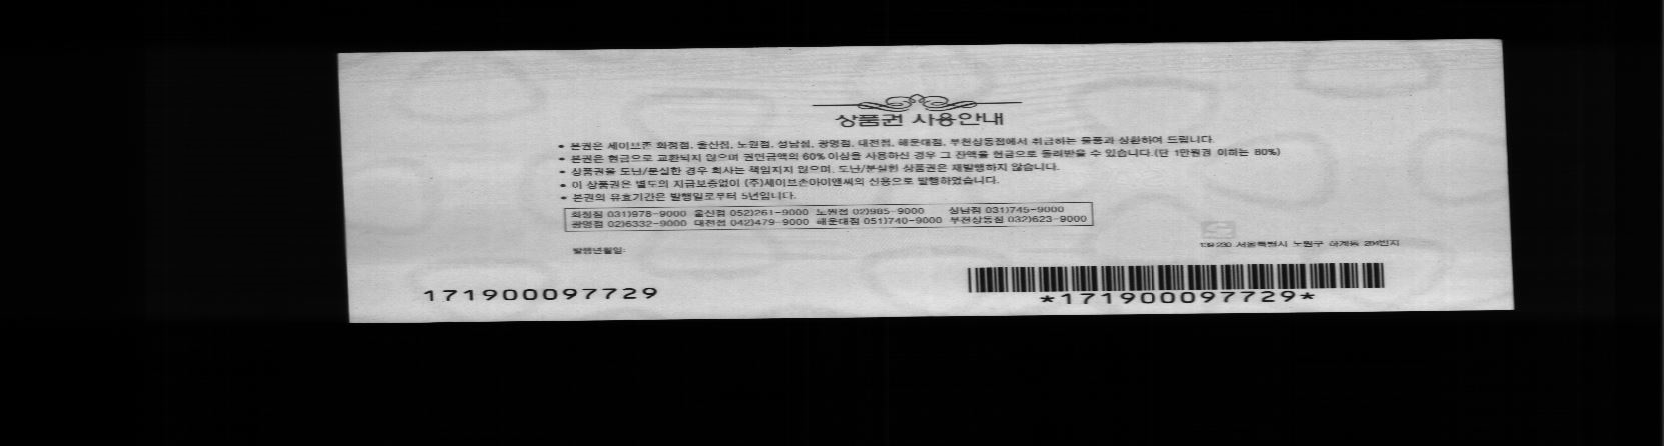 상품권 사용안내
• 본권은 세이브존 화정점, 울산점, 노원점, 성남점, 광명점, 대전점, 해운대점, 부천상동점에서 취급하는 물품과 상환하여 드립니다.
• 본권은 현금으로 교환되지 않으며 권면금액의 60% 이상을 사용하신 경우 그 잔액을 현금으로 돌려받을 수 있습니다.(단 1만원권 이하는 80%)
• 상품권을 도난/분실한 경우 회사는 책임지지 않으며, 도난/분실된 상품권은 재발행하지 않습니다.
• 이 상품권은 별도의 지급보증없이 (주)세이브존아이앤씨의 신용으로 발행하였습니다.
• 본권의 유효기간은 발행일로부터 5년입니다.
화정점 031)978-9000 울산점 052)261-9000 노원점 02)985-9000 성남점 031)745-9000
광명점 02)6332-9000 대전점 042)479-9000 해운대점 051)740-9000 부천상동점 032)623-9000
발행년월일:
서울특별시 노원구 하계동 284번지
171900097729
*171900097729*